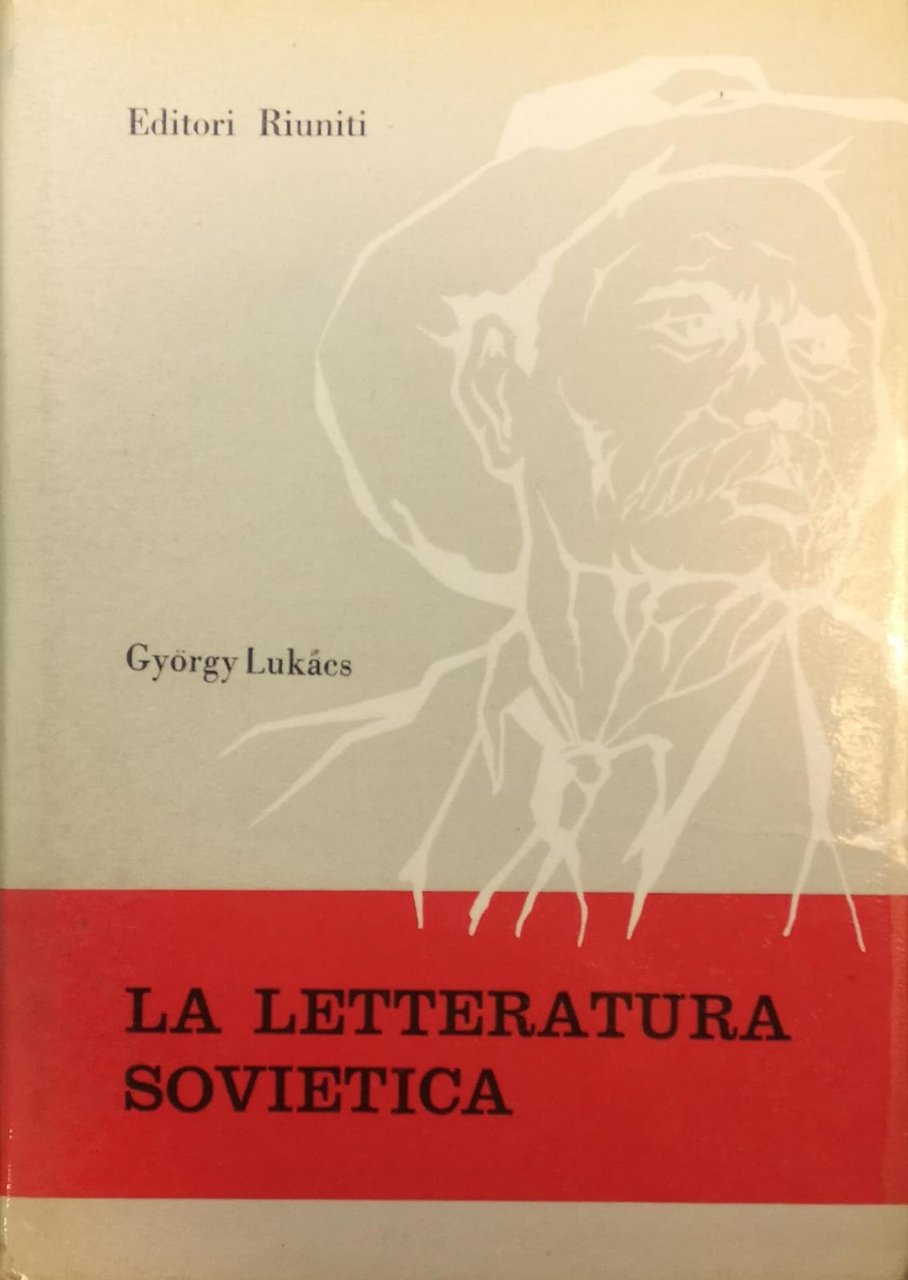 Editori Riuniti
György Lukács
LA LETTERATURA
SOVIETICA